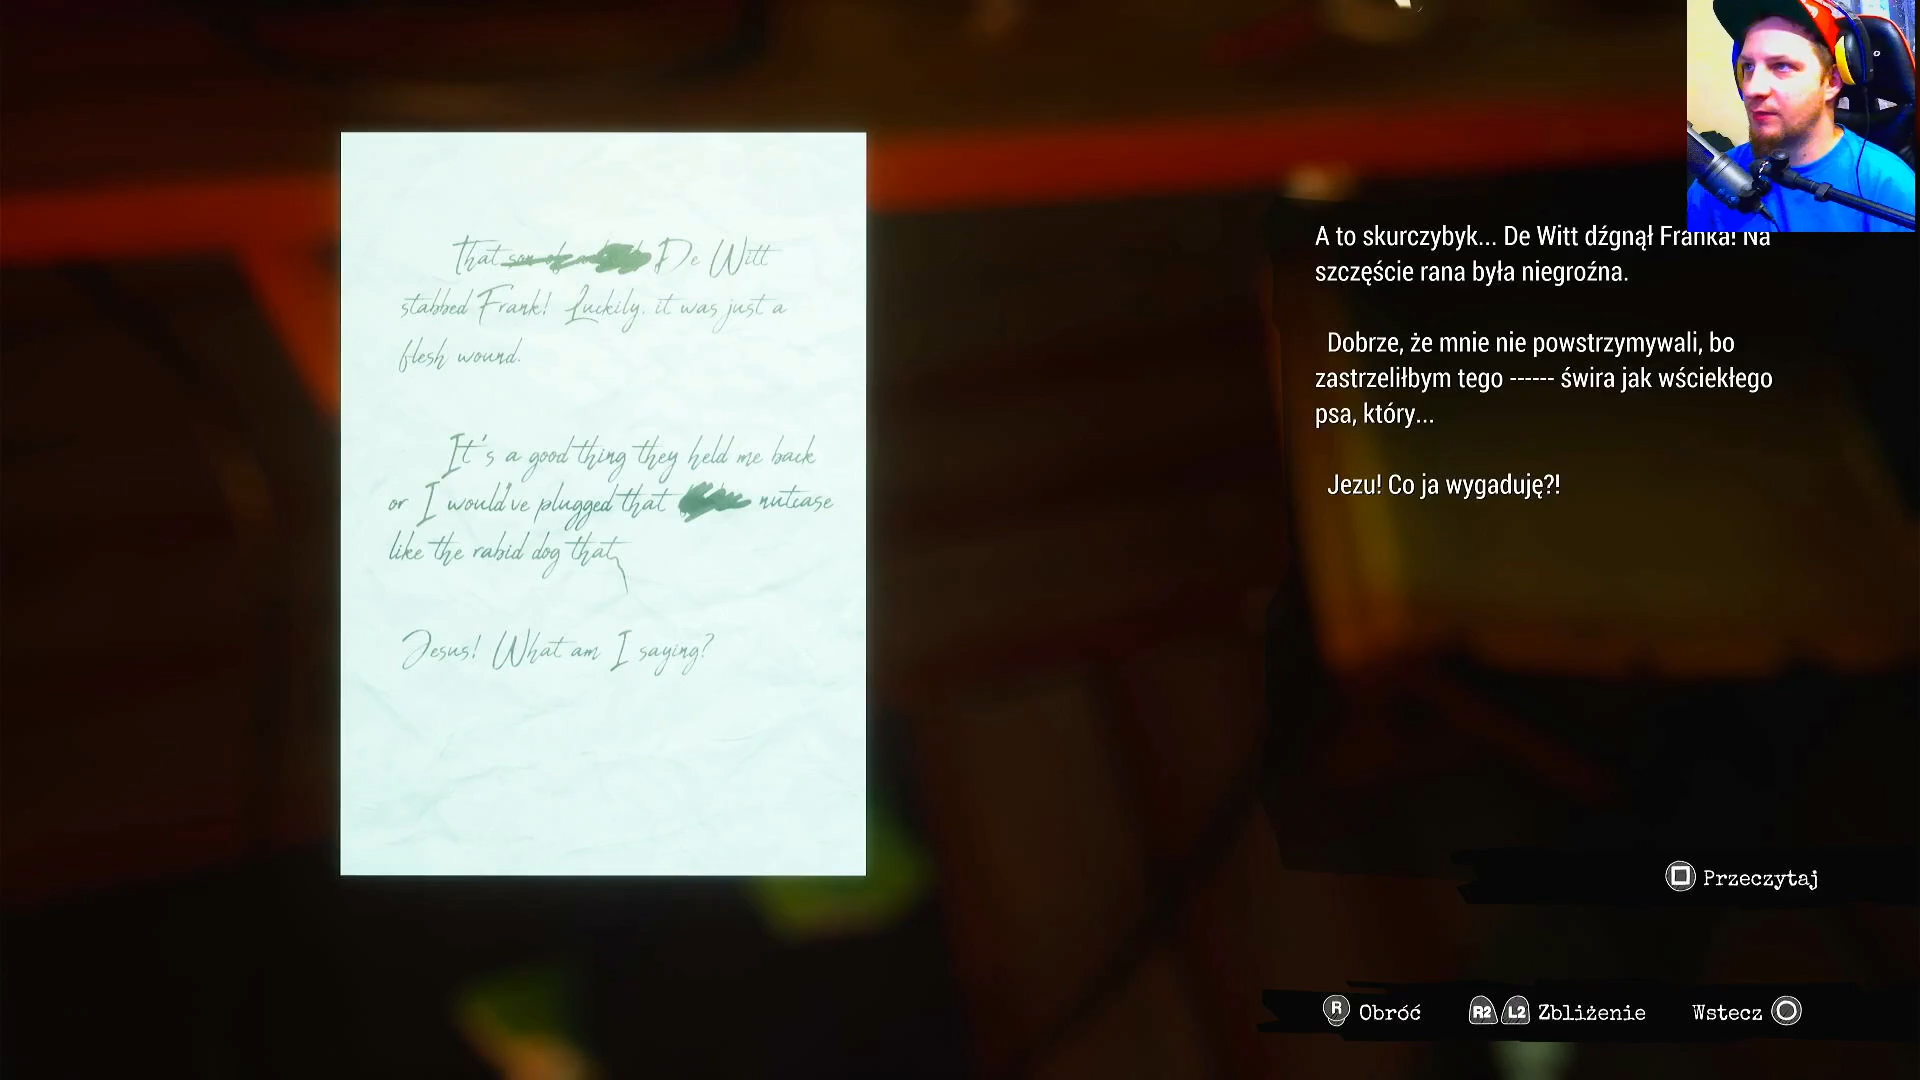 That son of a De Witt
stabbed Frank! Luckily, it was just a
flesh wound.
It's a good thing they held me back
or I would've plugged that nutcase
like the rabid dog that
Jesus! What am I saying?
A to skurczybyk... De Witt dźgnął Franka! Na
szczęście rana była niegroźna.
Dobrze, że mnie nie powstrzymywali, bo
zastrzeliłbym tego ------ świra jak wściekłego
psa, który...
Jezu! Co ja wygaduję?!
Przeczytaj
R Obróć R2 L2 Zbliżenie Wstecz